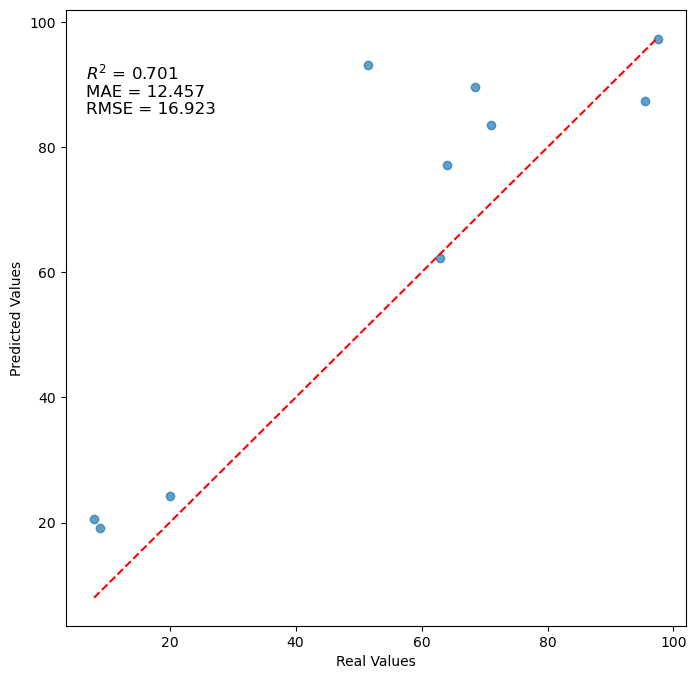 R² = 0.701
MAE = 12.457
RMSE = 16.923
100
80
60
40
20
Predicted Values
20 40 60 80 100
Real Values